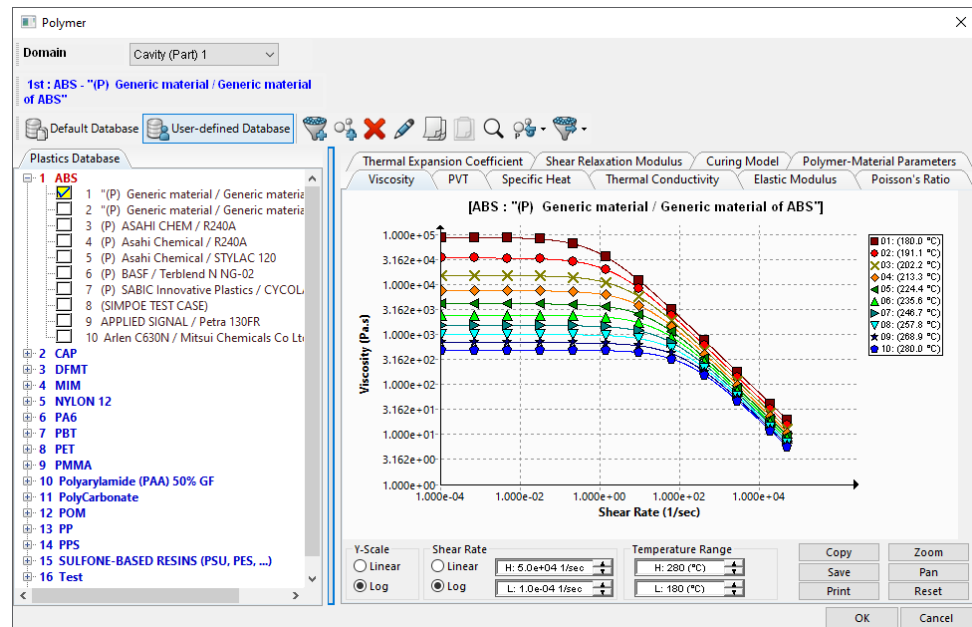 Polymer
Domain
Cavity (Part) 1
1st : ABS - "(P) Generic material / Generic material
of ABS"
Default Database
User-defined Database
Plastics Database
1 ABS
1 "(P) Generic material / Generic materia
2 "(P) Generic material / Generic materia
3 (P) ASAHI CHEM / R240A
4 (P) Asahi Chemical / R240A
5 (P) Asahi Chemical / STYLAC 120
6 (P) BASF / Terblend N NG-02
7 (P) SABIC Innovative Plastics / CYCOL
8 (SIMPOE TEST CASE)
9 APPLIED SIGNAL / Petra 130FR
10 Arlen C630N / Mitsui Chemicals Co Lt
2 CAP
3 DFMT
4 MIM
5 NYLON 12
6 PA6
7 PBT
8 PET
9 PMMA
10 Polyarylamide (PAA) 50% GF
11 PolyCarbonate
12 POM
13 PP
14 PPS
15 SULFONE-BASED RESINS (PSU, PES, ...)
16 Test
Thermal Expansion Coefficient
Shear Relaxation Modulus
Curing Model
Polymer-Material Parameters
Viscosity
PVT
Specific Heat
Thermal Conductivity
Elastic Modulus
Poisson's Ratio
[ABS : "(P) Generic material / Generic material of ABS"]
Viscosity (Pa.s)
1.000e+05
3.162e+04
1.000e+04
3.162e+03
1.000e+03
3.162e+02
1.000e+02
3.162e+01
1.000e+01
3.162e+00
1.000e+00
1.000e-04
1.000e-02
1.000e+00
1.000e+02
1.000e+04
Shear Rate (1/sec)
01: (180.0 °C)
02: (191.1 °C)
03: (202.2 °C)
04: (213.3 °C)
05: (224.4 °C)
06: (235.6 °C)
07: (246.7 °C)
08: (257.8 °C)
09: (268.9 °C)
10: (280.0 °C)
Y-Scale
Linear
Log
Shear Rate
Linear
Log
H: 5.0e+04 1/sec
L: 1.0e-04 1/sec
Temperature Range
H: 280 (°C)
L: 180 (°C)
Copy
Zoom
Save
Pan
Print
Reset
OK
Cancel